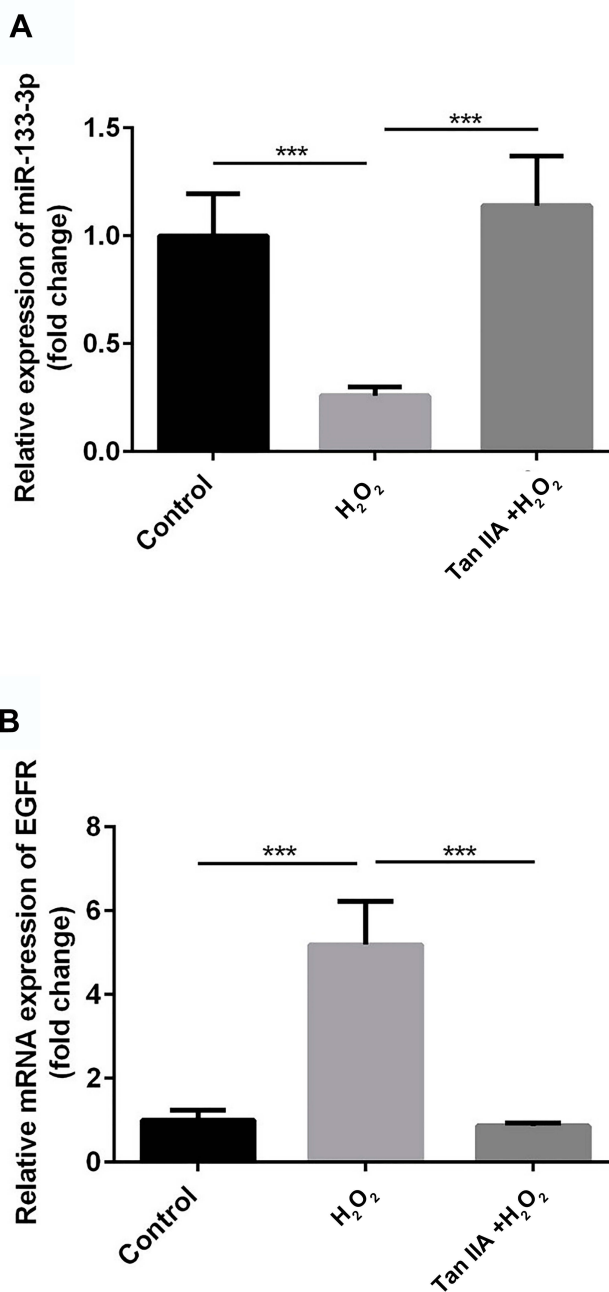 A
Relative expression of miR-133-3p
(fold change)
1.5
1.0
0.5
0.0
***
***
Control
H₂O₂
Tan IIA +H₂O₂
B
Relative mRNA expression of EGFR
(fold change)
8
6
4
2
0
***
***
Control
H₂O₂
Tan IIA +H₂O₂